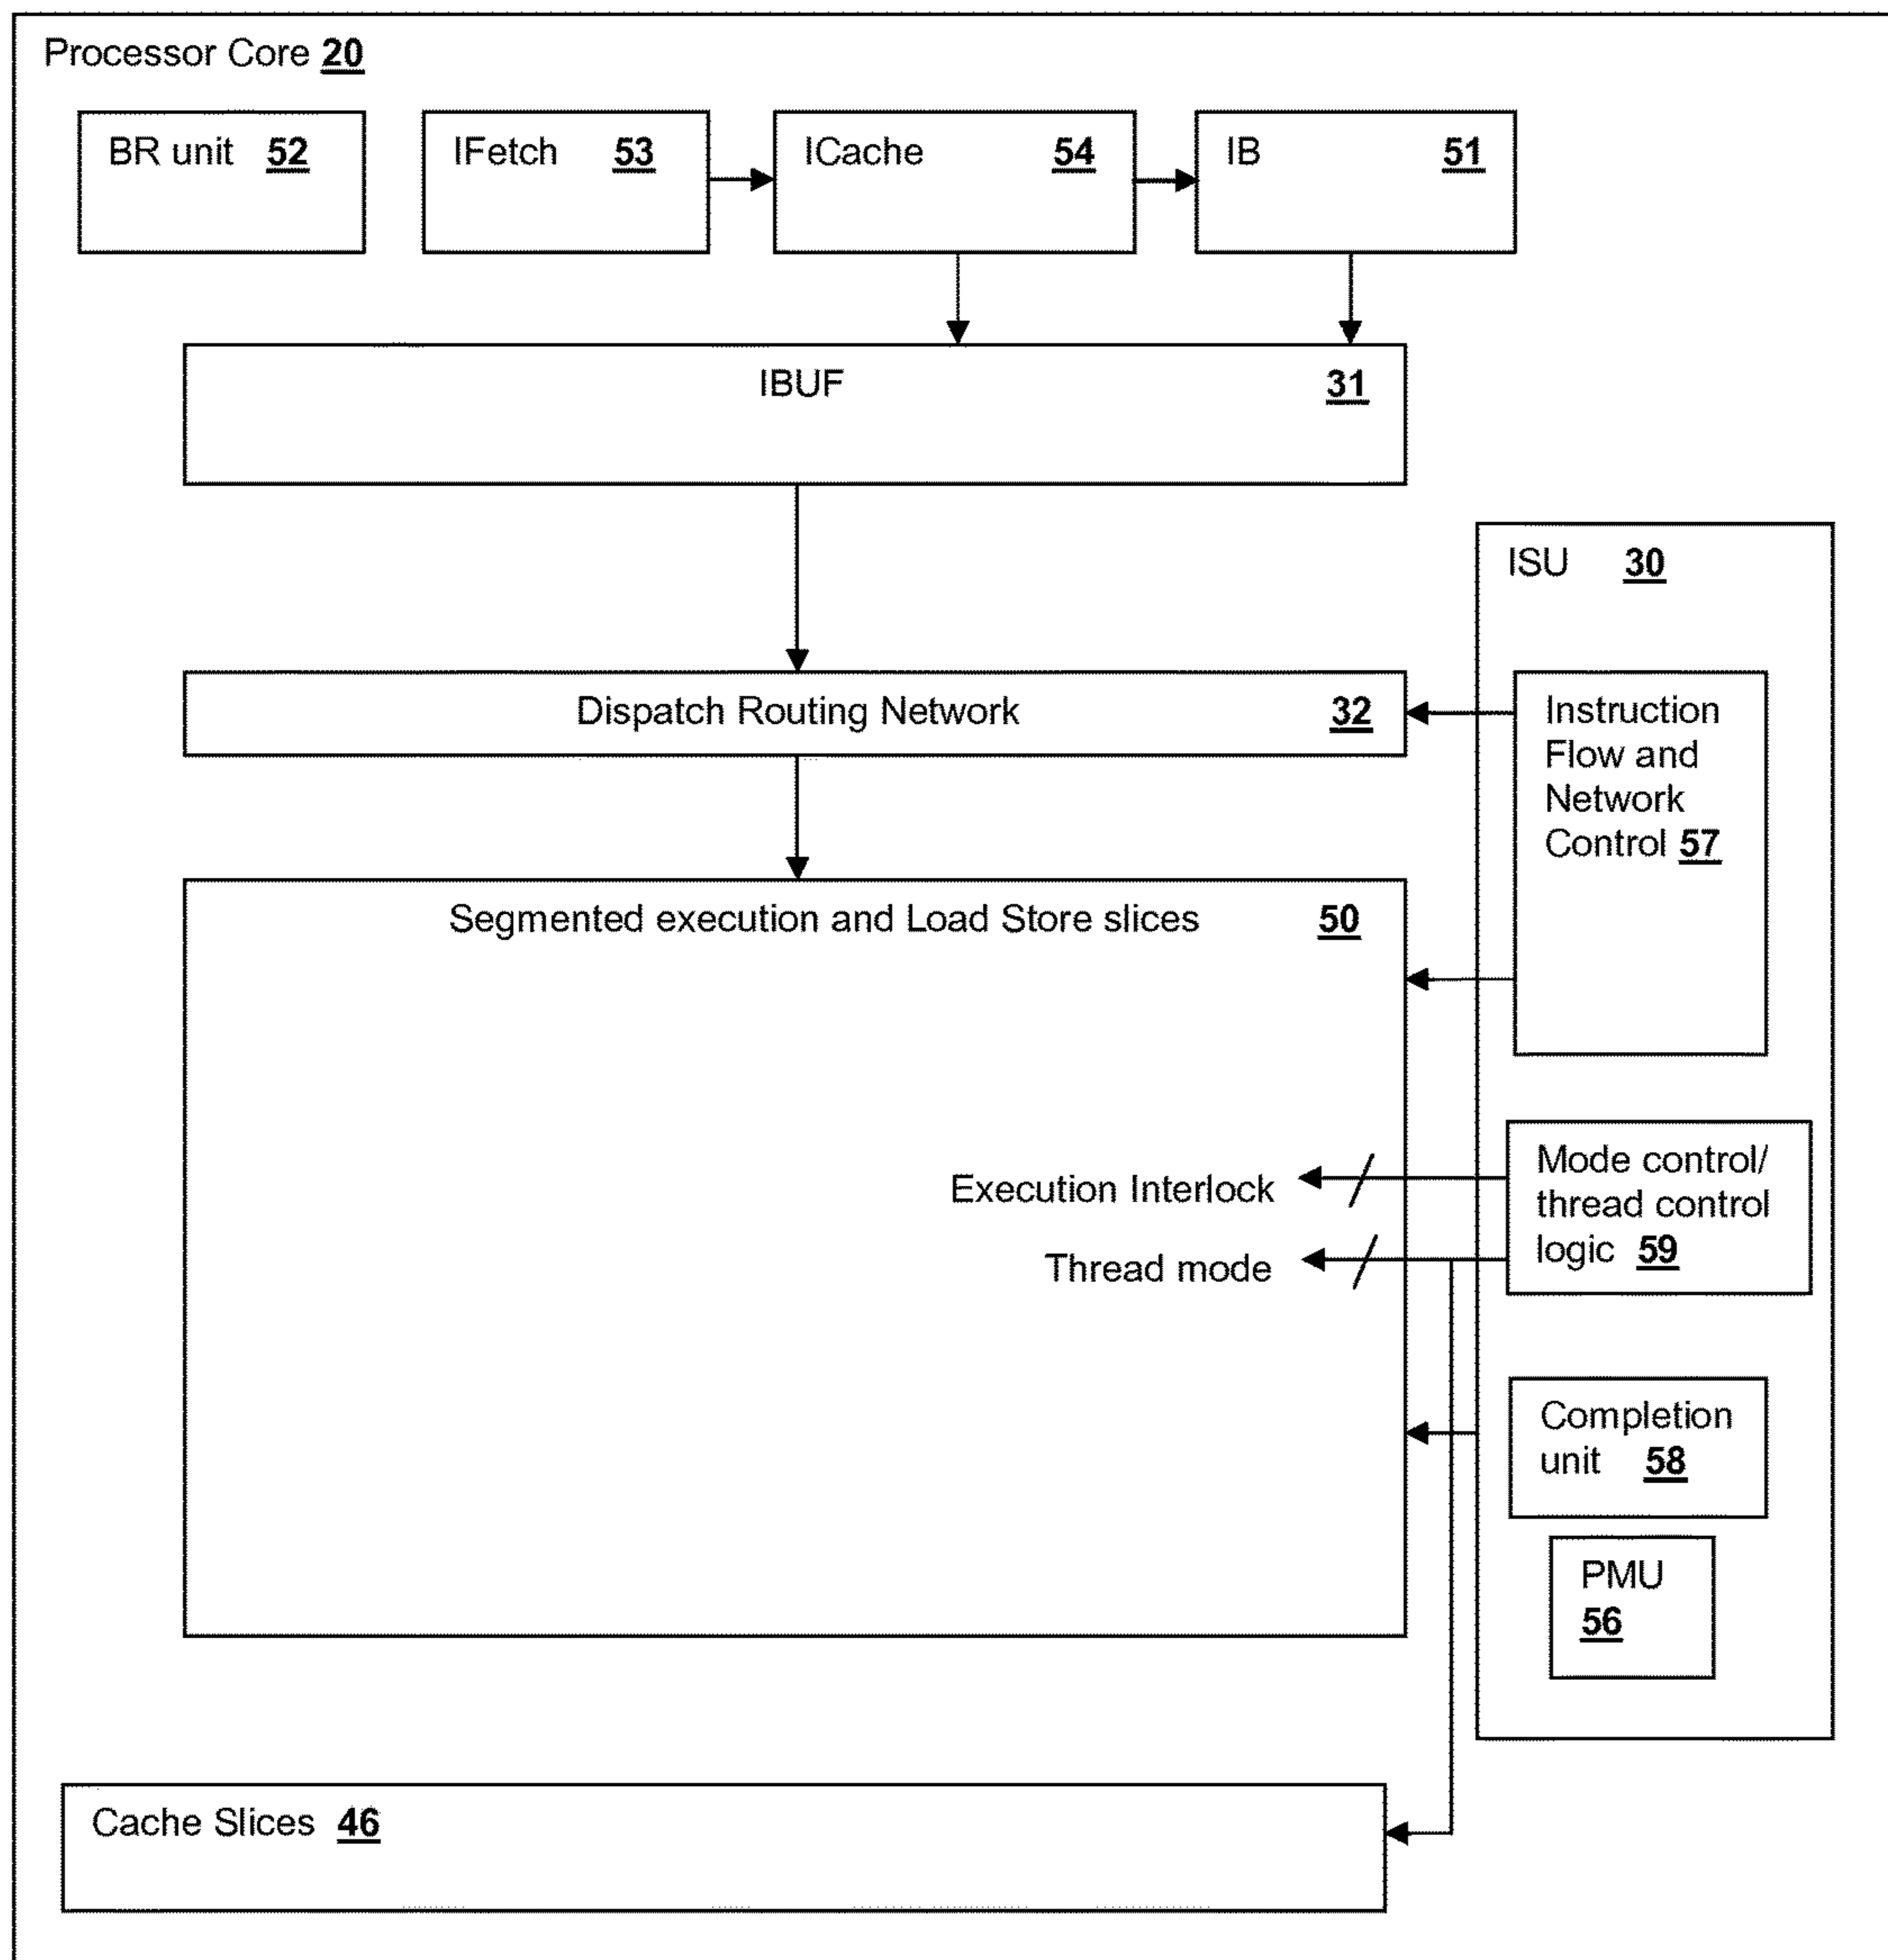 Processor Core 20
BR unit 52
IFetch 53
ICache 54
IB 51
IBUF 31
ISU 30
Dispatch Routing Network 32
Instruction
Flow and
Network
Control 57
Segmented execution and Load Store slices 50
Execution Interlock
Thread mode
Mode control/
thread control
logic 59
Completion
unit 58
PMU
56
Cache Slices 46